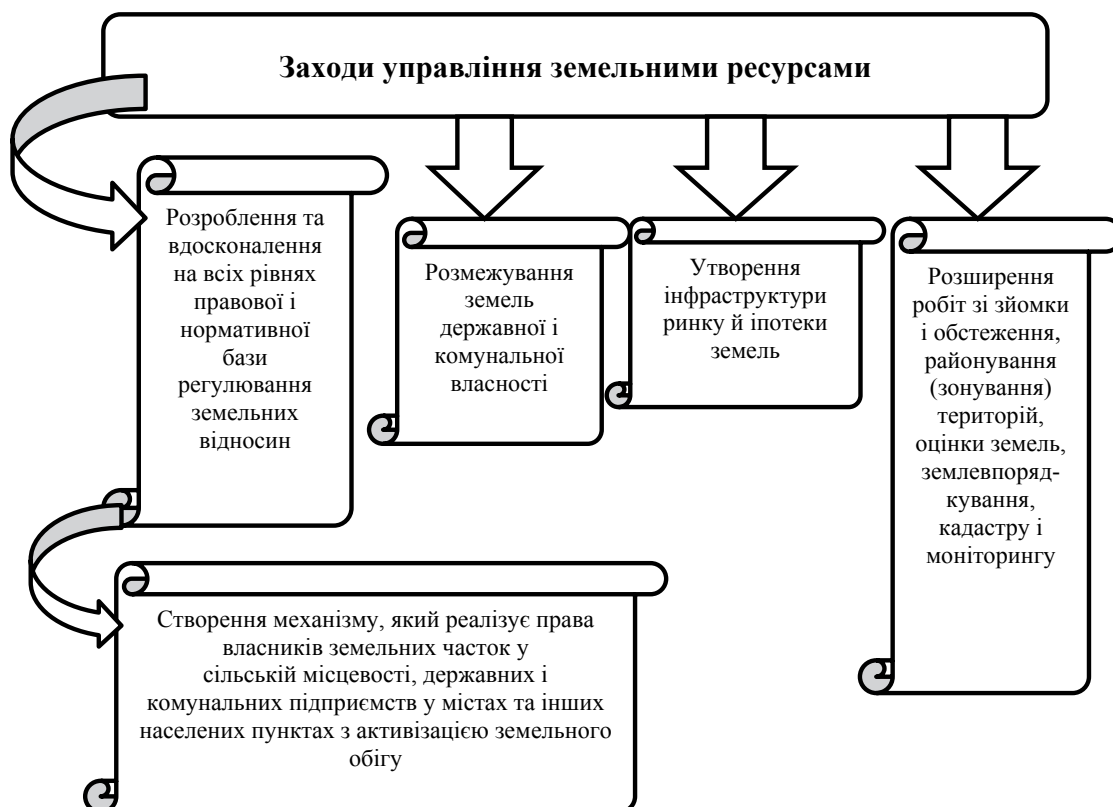 Заходи управління земельними ресурсами
Розроблення та
вдосконалення
на всіх рівнях
правової і
нормативної
бази
регулювання
земельних
відносин
Розмежування
земель
державної і
комунальної
власності
Утворення
інфраструктури
ринку й іпотеки
земель
Розширення
робіт зі зйомки
і обстеження,
районування
(зонування)
територій,
оцінки земель,
землевпоряд-
кування,
кадастру і
моніторингу
Створення механізму, який реалізує права
власників земельних часток у
сільській місцевості, державних і
комунальних підприємств у містах та інших
населених пунктах з активізацією земельного
обігу